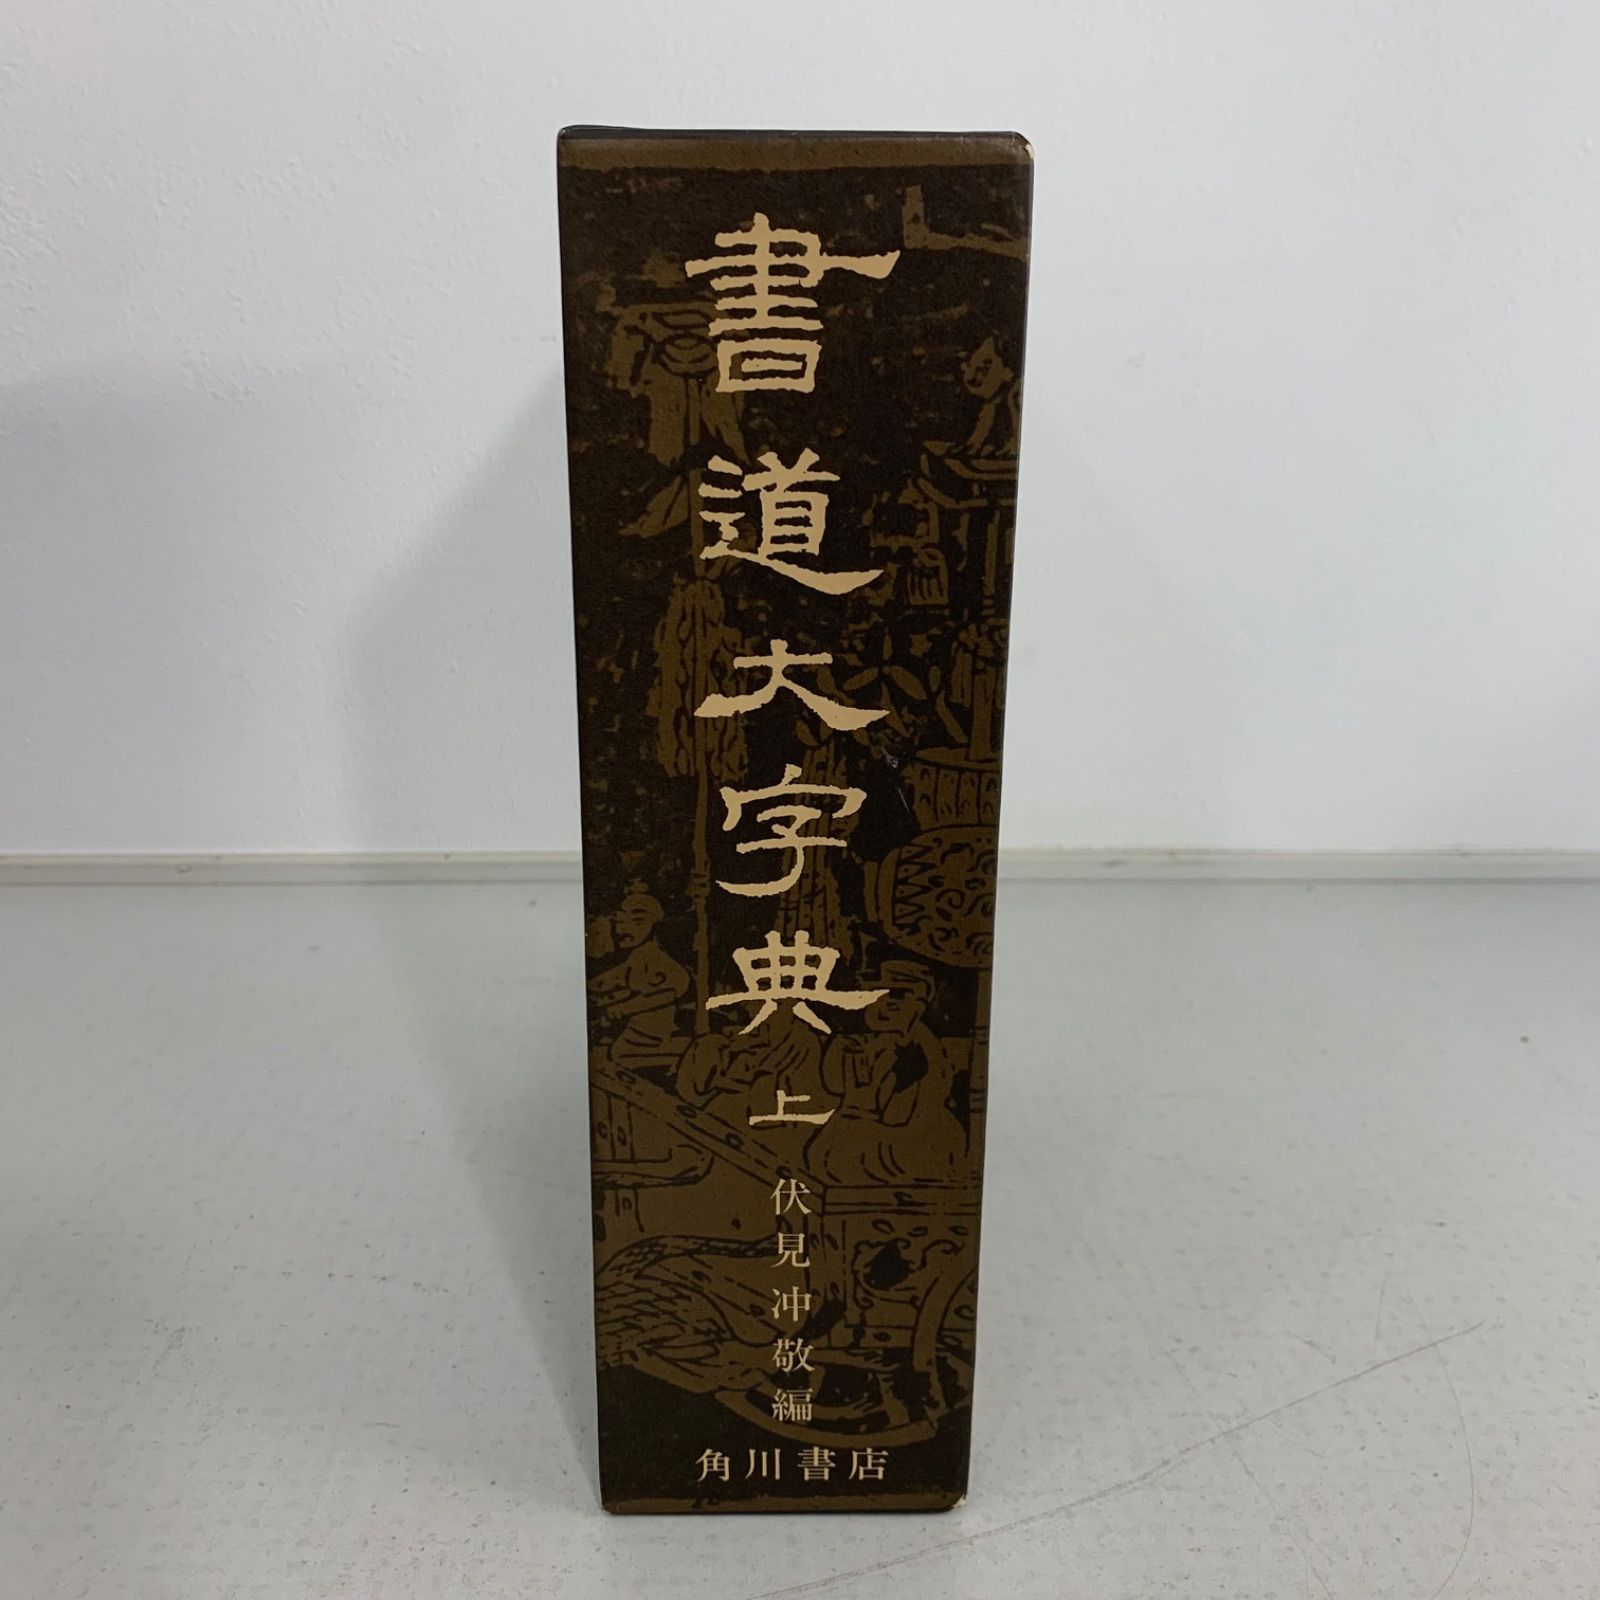 書道大字典 上
伏見冲敬編
角川書店